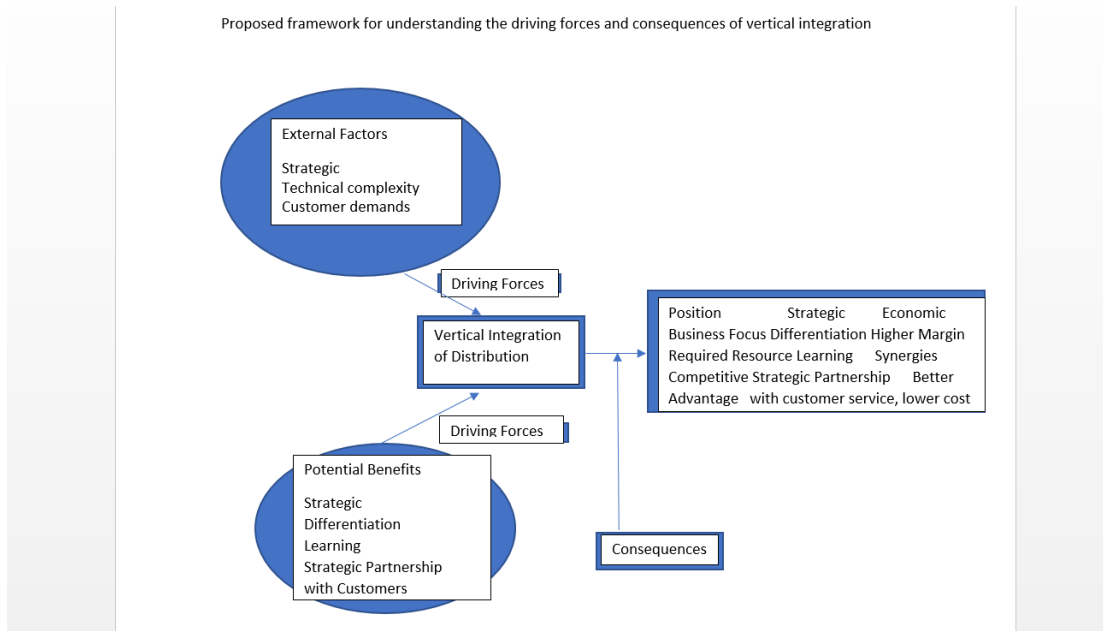 Proposed framework for understanding the driving forces and consequences of vertical integration
External Factors
Strategic
Technical complexity
Customer demands
Driving Forces
Vertical Integration
of Distribution
Position Strategic Economic
Business Focus Differentiation Higher Margin
Required Resource Learning Synergies
Competitive Strategic Partnership Better
Advantage with customer service, lower cost
Driving Forces
Potential Benefits
Strategic
Differentiation
Learning
Strategic Partnership
with Customers
Consequences